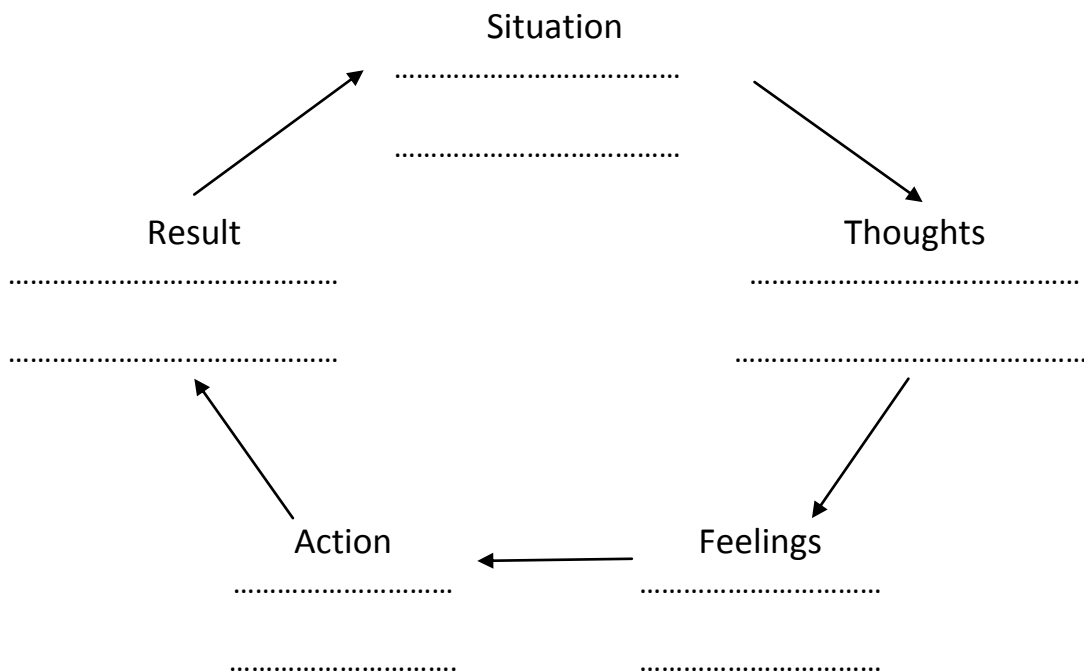 Situation
……………………………………
……………………………………
Result
Thoughts
………………………………………
………………………………………
………………………………………
…………………………………………
Action
Feelings
…………………………
……………………………
………………………….
……………………………